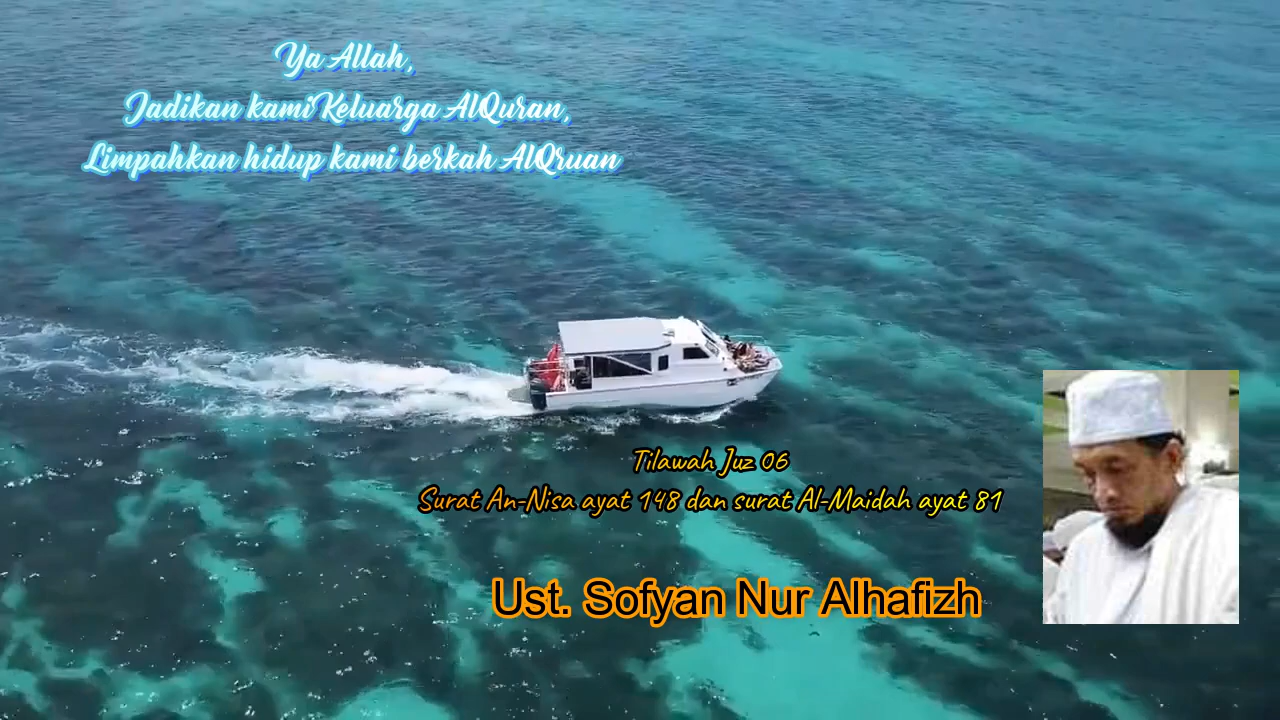 Ya Allah,
Jadikan kami Keluarga AlQuran,
Limpahkan hidup kami berkah AlQruan
Tilawah Juz 06
Surat An-Nisa ayat 148 dan surat Al-Maidah ayat 81
Ust. Sofyan Nur Alhafizh